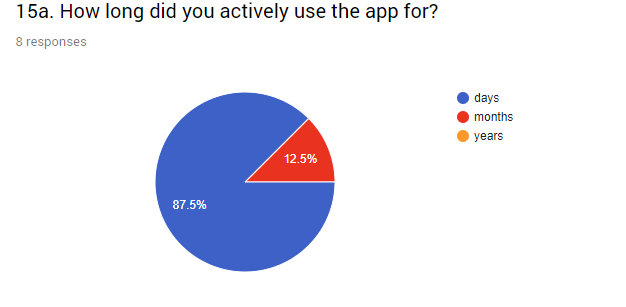 15a. How long did you actively use the app for?
8 responses
days
months
years
12.5%
87.5%